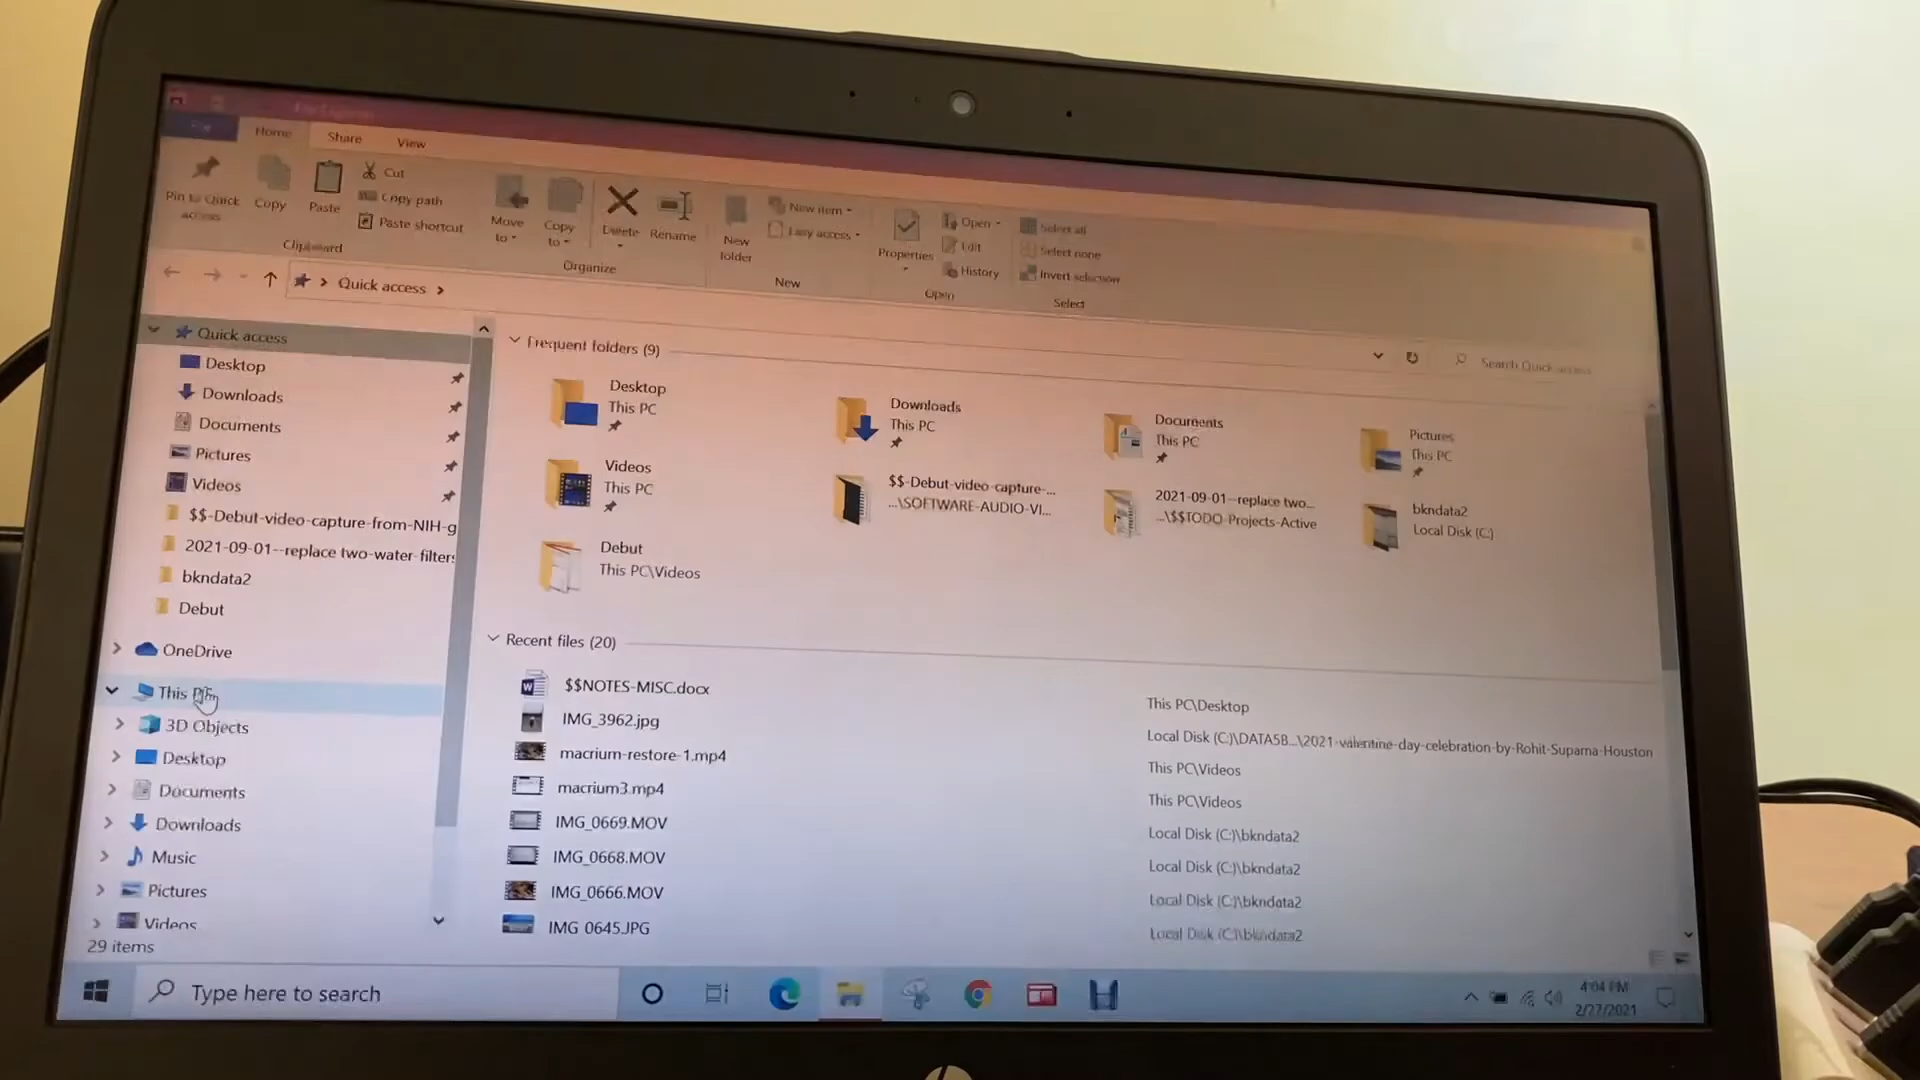 File Home Share View
Pin to Quick access
Copy
Paste
Cut
Copy path
Paste shortcut
Clipboard
Move to
Copy to
Delete
Rename
Organize
New folder
New item
Easy access
New
Properties
Open
Edit
History
Open
Select all
Select none
Invert selection
Select
Quick access
Search Quick access
Quick access
Desktop
Downloads
Documents
Pictures
Videos
$$-Debut-video-capture-from-NIH-g
2021-09-01--replace two-water-filters
bkndata2
Debut
OneDrive
This PC
3D Objects
Desktop
Documents
Downloads
Music
Pictures
Videos
29 items
Frequent folders (9)
Desktop
This PC
Downloads
This PC
Documents
This PC
Pictures
This PC
Videos
This PC
$$-Debut-video-capture-...
...\SOFTWARE-AUDIO-VI...
2021-09-01--replace two...
...\$$TODO-Projects-Active
bkndata2
Local Disk (C:)
Debut
This PC\Videos
Recent files (20)
$$NOTES-MISC.docx This PC\Desktop
IMG_3962.jpg Local Disk (C:)\DATA5B...\2021-valentine-day-celebration-by-Rohit-Suparna-Houston
macrium-restore-1.mp4 This PC\Videos
macrium3.mp4 This PC\Videos
IMG_0669.MOV Local Disk (C:)\bkndata2
IMG_0668.MOV Local Disk (C:)\bkndata2
IMG_0666.MOV Local Disk (C:)\bkndata2
IMG_0645.JPG Local Disk (C:)\bkndata2
Type here to search
4:04 PM
2/27/2021